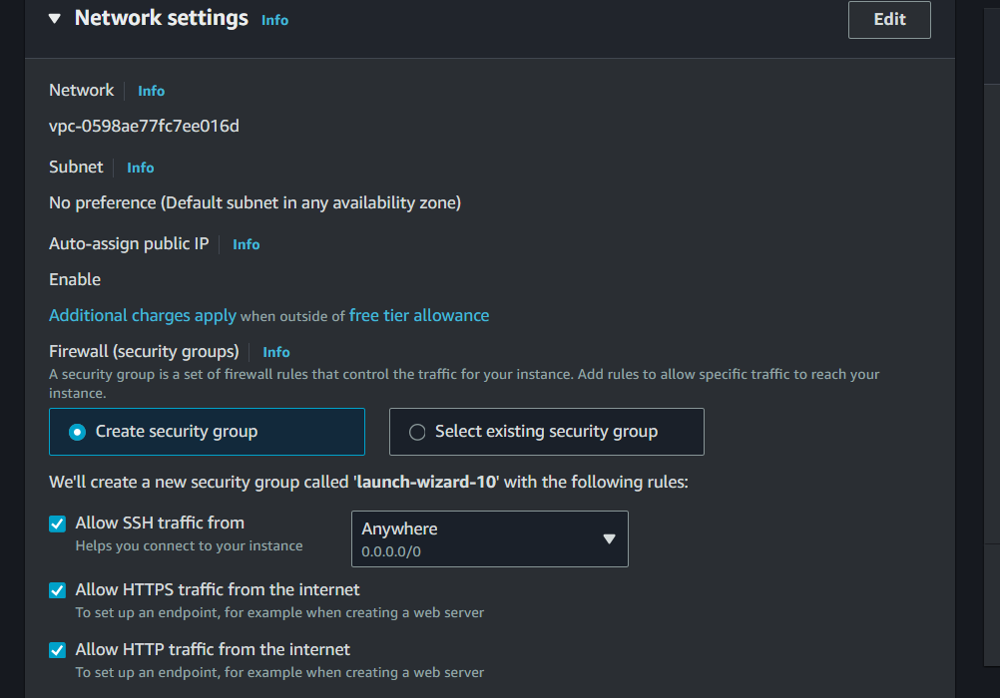 Network settings Info
Edit
Network Info
vpc-0598ae77fc7ee016d
Subnet Info
No preference (Default subnet in any availability zone)
Auto-assign public IP Info
Enable
Additional charges apply when outside of free tier allowance
Firewall (security groups) Info
A security group is a set of firewall rules that control the traffic for your instance. Add rules to allow specific traffic to reach your
instance.
Create security group
Select existing security group
We'll create a new security group called 'launch-wizard-10' with the following rules:
Allow SSH traffic from
Helps you connect to your instance
Anywhere
0.0.0.0/0
Allow HTTPS traffic from the internet
To set up an endpoint, for example when creating a web server
Allow HTTP traffic from the internet
To set up an endpoint, for example when creating a web server